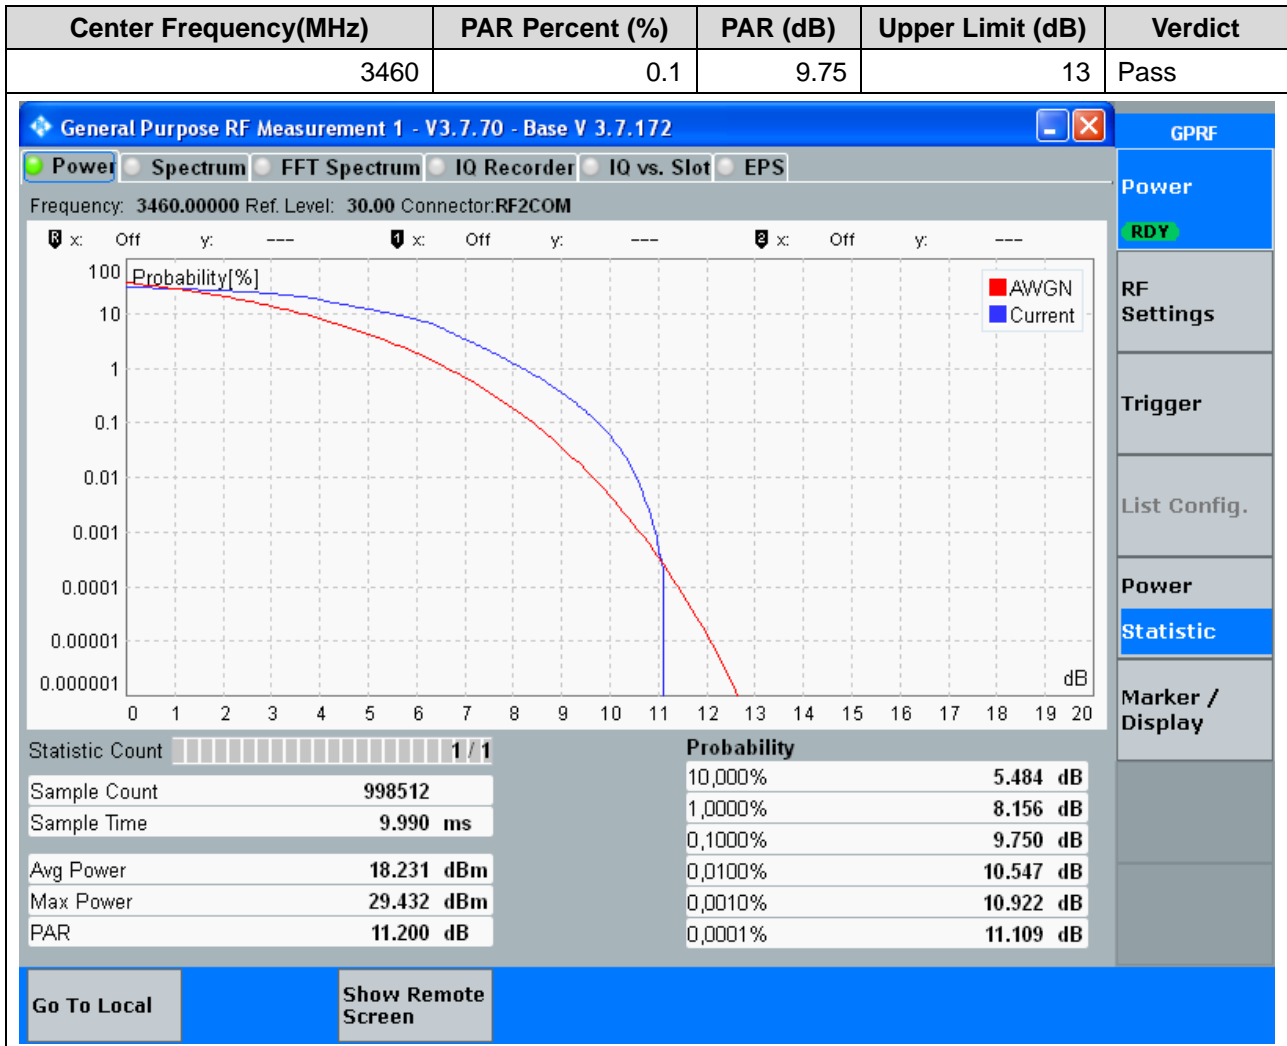 Center Frequency(MHz) PAR Percent (%) PAR (dB) Upper Limit (dB) Verdict
3460 0.1 9.75 13 Pass
General Purpose RF Measurement 1 - V3.7.70 - Base V 3.7.172
GPRF
Power Spectrum FFT Spectrum IQ Recorder IQ vs. Slot EPS
Frequency: 3460.00000 Ref. Level: 30.00 Connector:RF2COM
R x: Off y: --- 1 x: Off y: --- 2 x: Off y: ---
Probability[%]
100
10
1
0.1
0.01
0.001
0.0001
0.00001
0.000001
AWGN
Current
dB
0 1 2 3 4 5 6 7 8 9 10 11 12 13 14 15 16 17 18 19 20
Statistic Count 1 / 1
Sample Count 998512
Sample Time 9.990 ms
Avg Power 18.231 dBm
Max Power 29.432 dBm
PAR 11.200 dB
Probability
10,000% 5.484 dB
1,0000% 8.156 dB
0,1000% 9.750 dB
0,0100% 10.547 dB
0,0010% 10.922 dB
0,0001% 11.109 dB
Power
RDY
RF
Settings
Trigger
List Config.
Power
Statistic
Marker /
Display
Go To Local
Show Remote
Screen